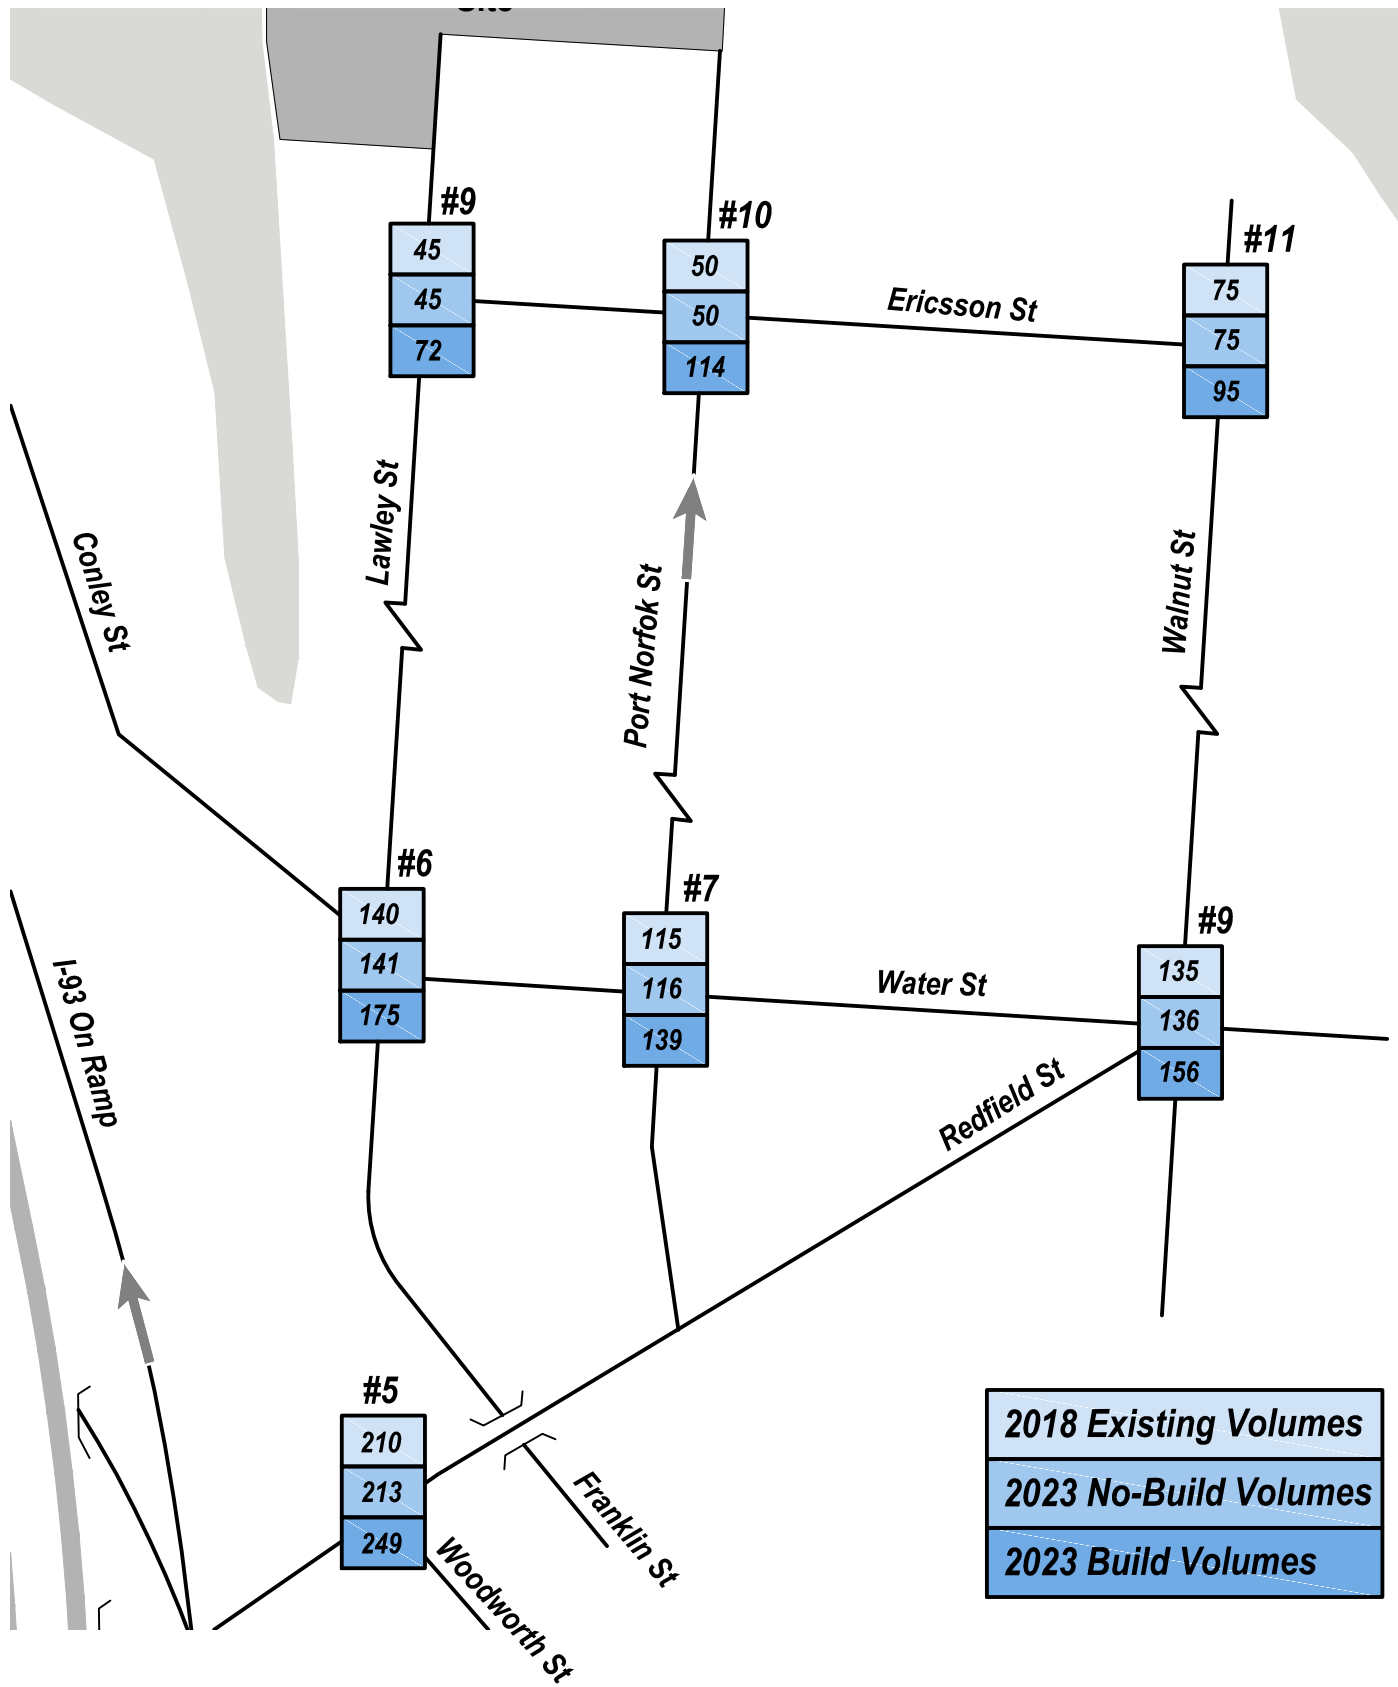 #9
#10
#11
45
45
72
50
50
114
Ericsson St
75
75
95
Lawley St
Conley St
Port Norfok St
Walnut St
#6
#7
#9
140
141
175
115
116
139
Water St
135
136
156
I-93 On Ramp
Redfield St
#5
210
213
249
Franklin St
Woodworth St
2018 Existing Volumes
2023 No-Build Volumes
2023 Build Volumes